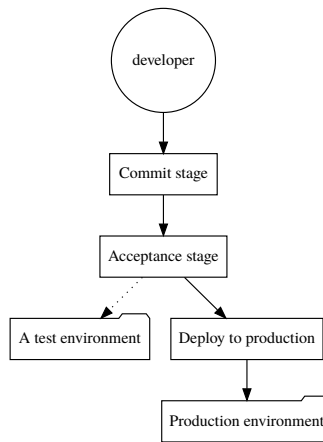 developer
Commit stage
Acceptance stage
A test environment
Deploy to production
Production environment